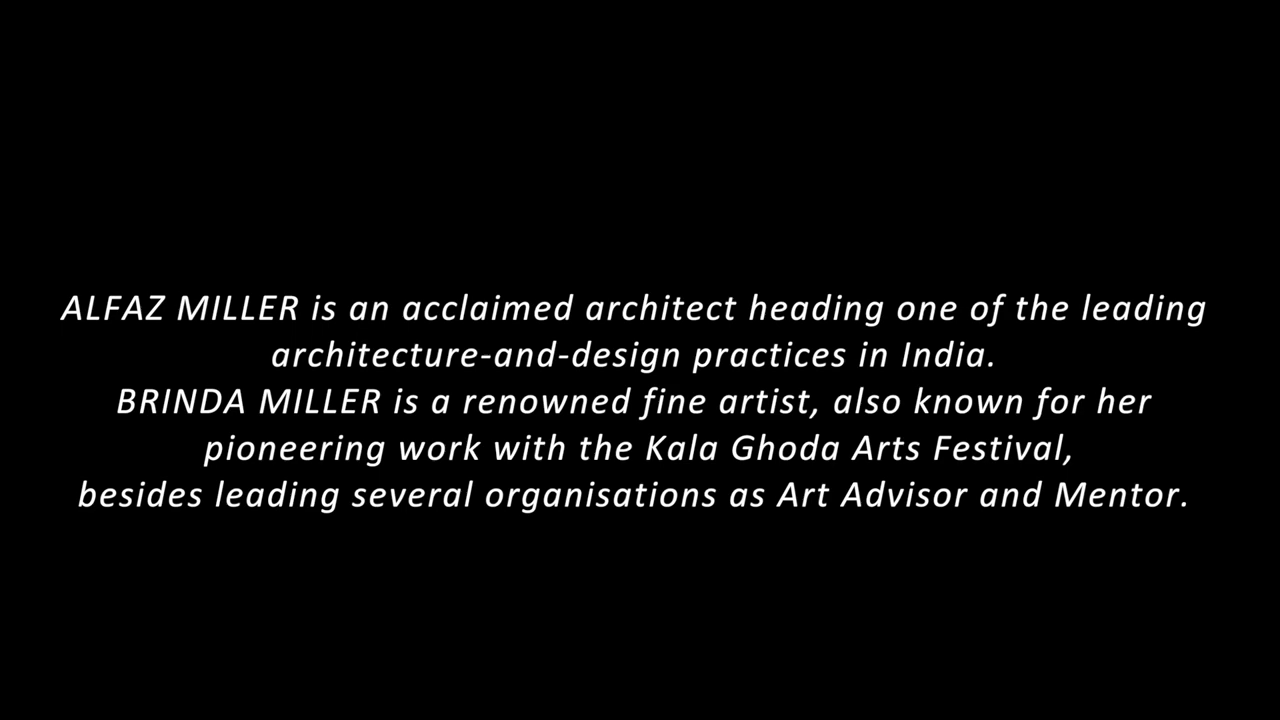 ALFAZ MILLER is an acclaimed architect heading one of the leading
architecture-and-design practices in India.
BRINDA MILLER is a renowned fine artist, also known for her
pioneering work with the Kala Ghoda Arts Festival,
besides leading several organisations as Art Advisor and Mentor.